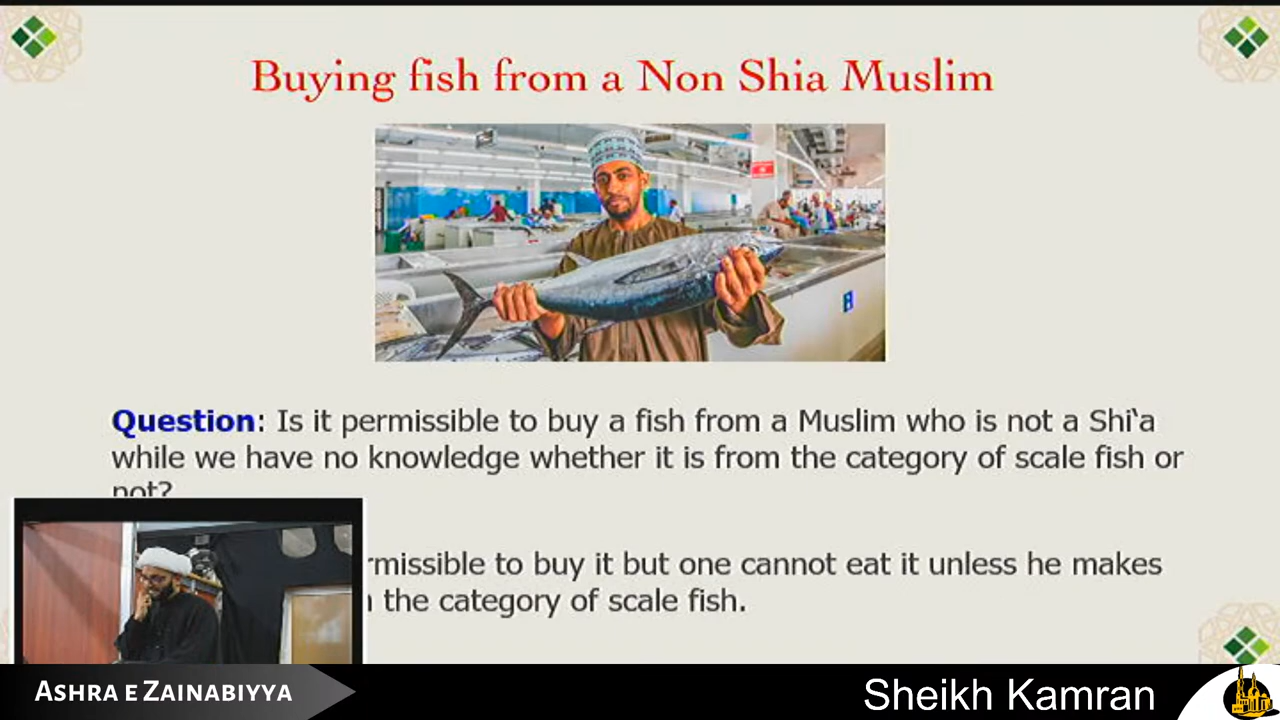 Buying fish from a Non Shia Muslim
Question: Is it permissible to buy a fish from a Muslim who is not a Shi‘a
while we have no knowledge whether it is from the category of scale fish or
not?
to buy it but one cannot eat it unless he makes
the category of scale fish.
ASHRA E ZAINABIYYA
Sheikh Kamran